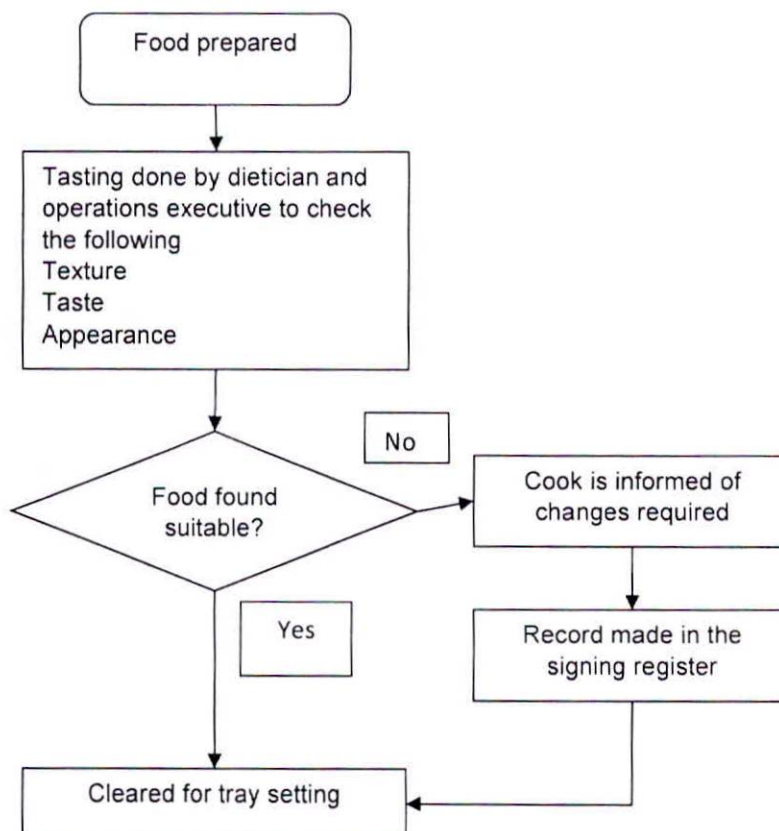 Food prepared
Tasting done by dietician and
operations executive to check
the following
Texture
Taste
Appearance
No
Food found
suitable?
Cook is informed of
changes required
Yes
Record made in the
signing register
Cleared for tray setting